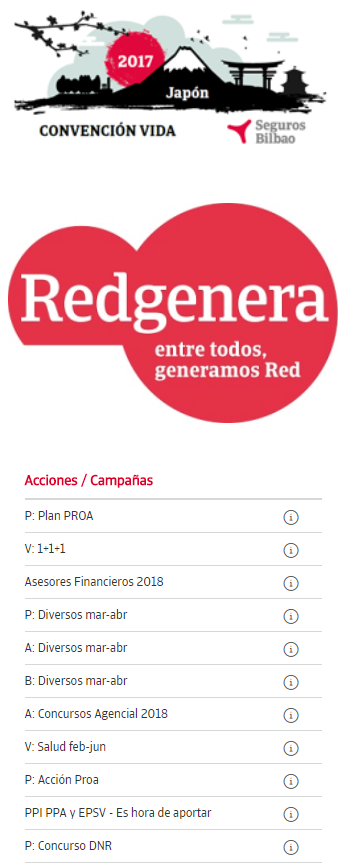 2017
Japón
CONVENCIÓN VIDA
Seguros
Bilbao
Redgenera
entre todos,
generamos Red
Acciones / Campañas
P: Plan PROA
V: 1+1+1
Asesores Financieros 2018
P: Diversos mar-abr
A: Diversos mar-abr
B: Diversos mar-abr
A: Concursos Agencial 2018
V: Salud feb-jun
P: Acción Proa
PPI PPA y EPSV - Es hora de aportar
P: Concurso DNR